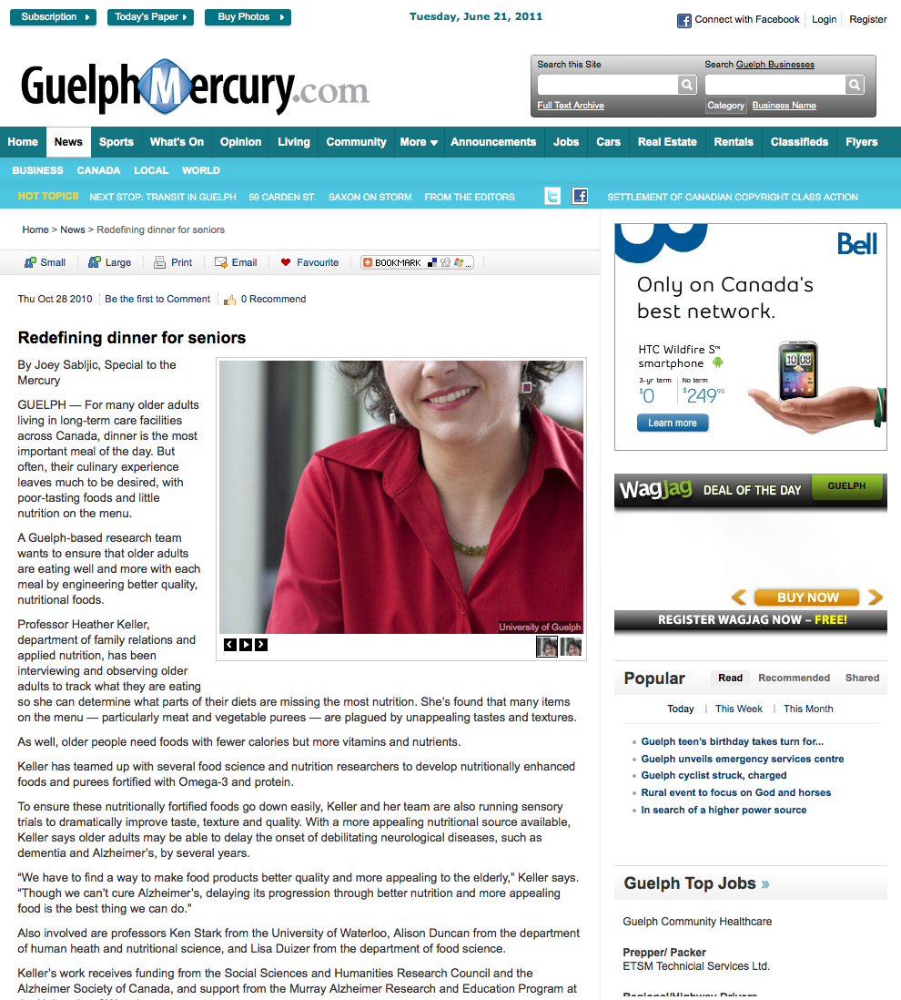 Subscription
Today's Paper
Buy Photos
Tuesday, June 21, 2011
Connect with Facebook
Login
Register
GuelphMercury.com
Search this Site
Search Guelph Businesses
Full Text Archive
Category
Business Name
Home
News
Sports
What's On
Opinion
Living
Community
More
Announcements
Jobs
Cars
Real Estate
Rentals
Classifieds
Flyers
BUSINESS
CANADA
LOCAL
WORLD
HOT TOPICS
NEXT STOP: TRANSIT IN GUELPH
59 CARDEN ST.
SAXON ON STORM
FROM THE EDITORS
SETTLEMENT OF CANADIAN COPYRIGHT CLASS ACTION
Home > News > Redefining dinner for seniors
Small
Large
Print
Email
Favourite
BOOKMARK
Thu Oct 28 2010
Be the first to Comment
0 Recommend
Redefining dinner for seniors
By Joey Sabljic, Special to the
Mercury
GUELPH — For many older adults
living in long-term care facilities
across Canada, dinner is the most
important meal of the day. But
often, their culinary experience
leaves much to be desired, with
poor-tasting foods and little
nutrition on the menu.
A Guelph-based research team
wants to ensure that older adults
are eating well and more with each
meal by engineering better quality,
nutritional foods.
Professor Heather Keller,
department of family relations and
applied nutrition, has been
interviewing and observing older
adults to track what they are eating
so she can determine what parts of their diets are missing the most nutrition. She’s found that many items
on the menu — particularly meat and vegetable purees — are plagued by unappealing tastes and textures.
As well, older people need foods with fewer calories but more vitamins and nutrients.
Keller has teamed up with several food science and nutrition researchers to develop nutritionally enhanced
foods and purees fortified with Omega-3 and protein.
To ensure these nutritionally fortified foods go down easily, Keller and her team are also running sensory
trials to dramatically improve taste, texture and quality. With a more appealing nutritional source available,
Keller says older adults may be able to delay the onset of debilitating neurological diseases, such as
dementia and Alzheimer’s, by several years.
“We have to find a way to make food products better quality and more appealing to the elderly,” Keller says.
“Though we can’t cure Alzheimer’s, delaying its progression through better nutrition and more appealing
food is the best thing we can do.”
Also involved are professors Ken Stark from the University of Waterloo, Alison Duncan from the department
of human heath and nutritional science, and Lisa Duizer from the department of food science.
Keller’s work receives funding from the Social Sciences and Humanities Research Council and the
Alzheimer Society of Canada, and support from the Murray Alzheimer Research and Education Program at
University of Guelph
Bell
Only on Canada's
best network.
HTC Wildfire S™
smartphone
3-yr term
No term
$0
$249.95
Learn more
WagJag
DEAL OF THE DAY
GUELPH
BUY NOW
REGISTER WAGJAG NOW – FREE!
Popular
Read
Recommended
Shared
Today
This Week
This Month
Guelph teen's birthday takes turn for...
Guelph unveils emergency services centre
Guelph cyclist struck, charged
Rural event to focus on God and horses
In search of a higher power source
Guelph Top Jobs »
Guelph Community Healthcare
Prepper/ Packer
ETSM Technicial Services Ltd.
Regional/Highway Drivers